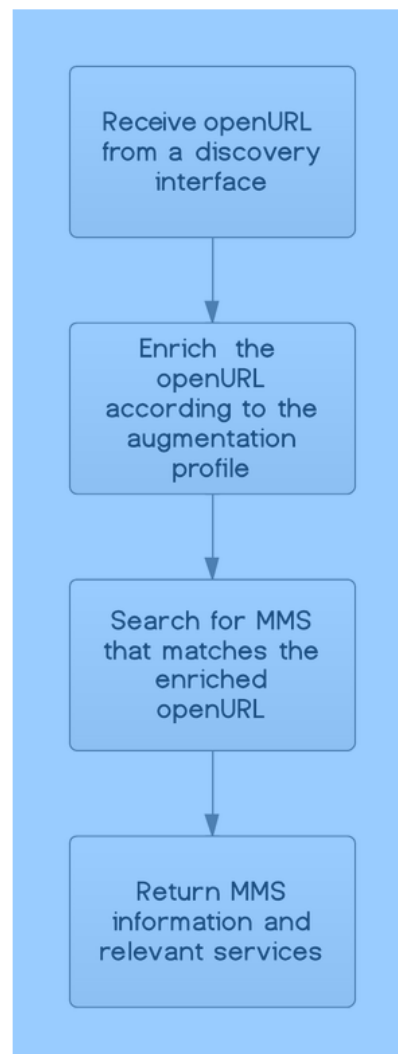 Receive openURL
from a discovery
interface
Enrich the
openURL
according to the
augmentation
profile
Search for MMS
that matches the
enriched
openURL
Return MMS
information and
relevant services